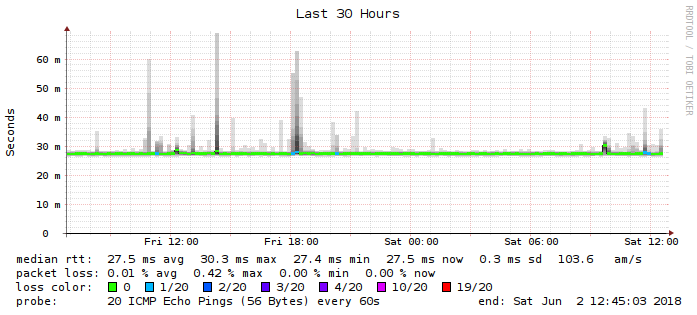 Last 30 Hours
RRDTOOL / TOBI OETIKER
Seconds
60 m
50 m
40 m
30 m
20 m
10 m
0
Fri 12:00 Fri 18:00 Sat 00:00 Sat 06:00 Sat 12:00
median rtt: 27.5 ms avg 30.3 ms max 27.4 ms min 27.5 ms now 0.3 ms sd 103.6 am/s
packet loss: 0.01 % avg 0.42 % max 0.00 % min 0.00 % now
loss color: 0 1/20 2/20 3/20 4/20 10/20 19/20
probe: 20 ICMP Echo Pings (56 Bytes) every 60s end: Sat Jun 2 12:45:03 2018